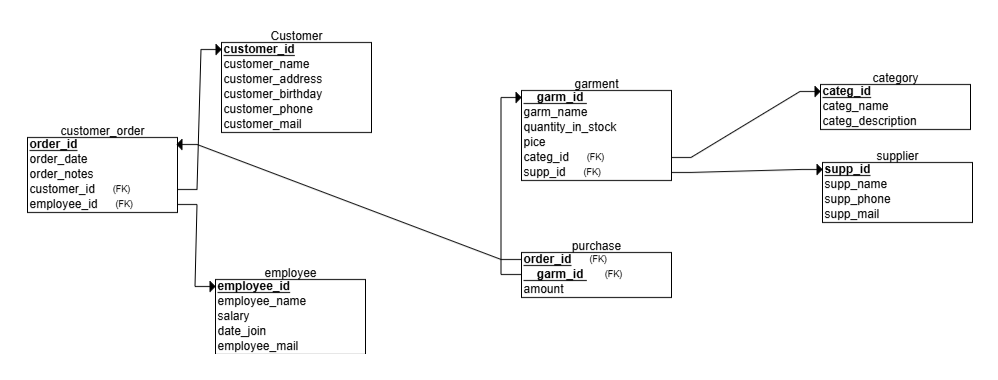 Customer
customer_id
customer_name
customer_address
customer_birthday
customer_phone
customer_mail
customer_order
order_id
order_date
order_notes
customer_id (FK)
employee_id (FK)
employee
employee_id
employee_name
salary
date_join
employee_mail
garment
garm_id
garm_name
quantity_in_stock
pice
categ_id (FK)
supp_id (FK)
purchase
order_id (FK)
garm_id (FK)
amount
category
categ_id
categ_name
categ_description
supplier
supp_id
supp_name
supp_phone
supp_mail